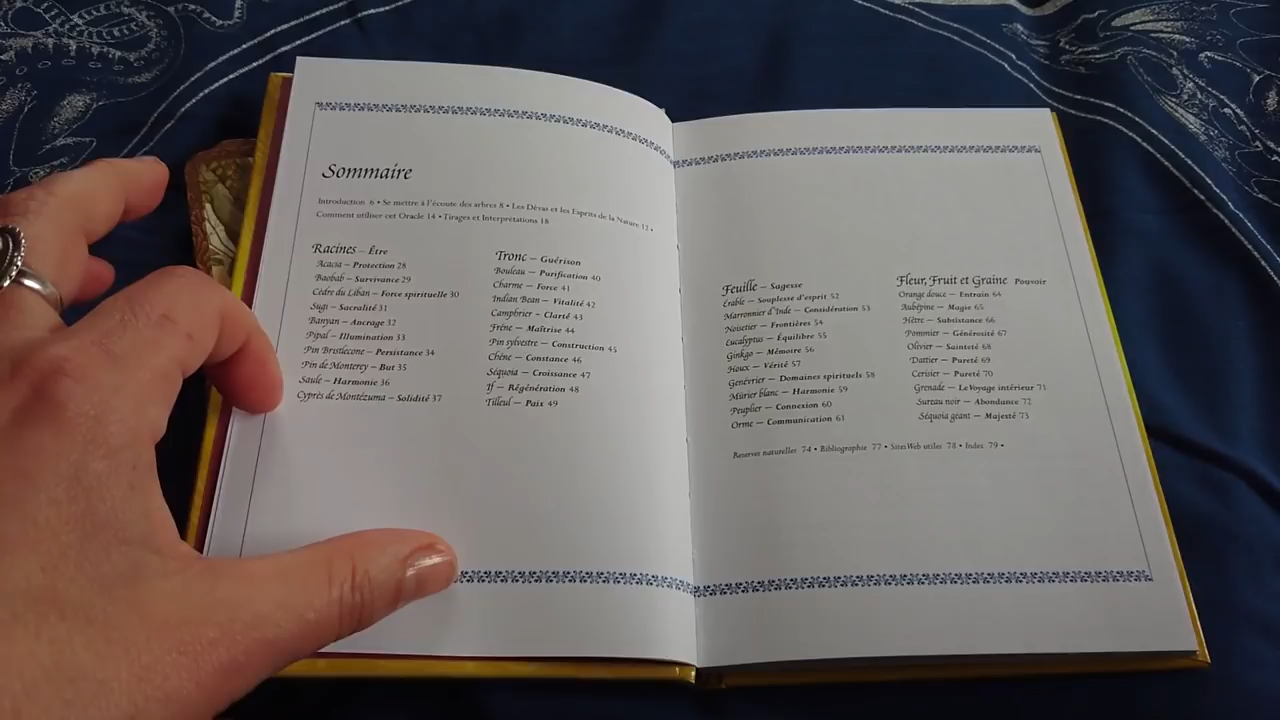 Sommaire
Introduction 6 • Se mettre à l'écoute des arbres 8 • Les Dévas et les Esprits de la Nature 12 •
Comment utiliser cet Oracle 14 • Tirages et Interprétations 18
Racines – Être
Acacia – Protection 28
Baobab – Survivance 29
Cèdre du Liban – Force spirituelle 30
Sugi – Sacralité 31
Banyan – Ancrage 32
Pipal – Illumination 33
Pin Bristlecone – Persistance 34
Pin de Monterey – But 35
Saule – Harmonie 36
Cyprès de Montézuma – Solidité 37
Tronc – Guérison
Bouleau – Purification 40
Charme – Force 41
Indian Bean – Vitalité 42
Camphrier – Clarté 43
Frêne – Maîtrise 44
Pin sylvestre – Construction 45
Chêne – Constance 46
Séquoia – Croissance 47
If – Régénération 48
Tilleul – Paix 49
Feuille – Sagesse
Érable – Souplesse d'esprit 52
Marronnier d'Inde – Considération 53
Noisetier – Frontières 54
Eucalyptus – Équilibre 55
Ginkgo – Mémoire 56
Houx – Vérité 57
Genévrier – Domaines spirituels 58
Mûrier blanc – Harmonie 59
Peuplier – Connexion 60
Orme – Communication 61
Fleur, Fruit et Graine Pouvoir
Orange douce – Entrain 64
Aubépine – Magie 65
Hêtre – Subsistance 66
Pommier – Générosité 67
Olivier – Sainteté 68
Dattier – Pureté 69
Cerisier – Pureté 70
Grenade – Le Voyage intérieur 71
Sureau noir – Abondance 72
Séquoia géant – Majesté 73
Reserves naturelles 74 • Bibliographie 77 • Sites Web utiles 78 • Index 79 •